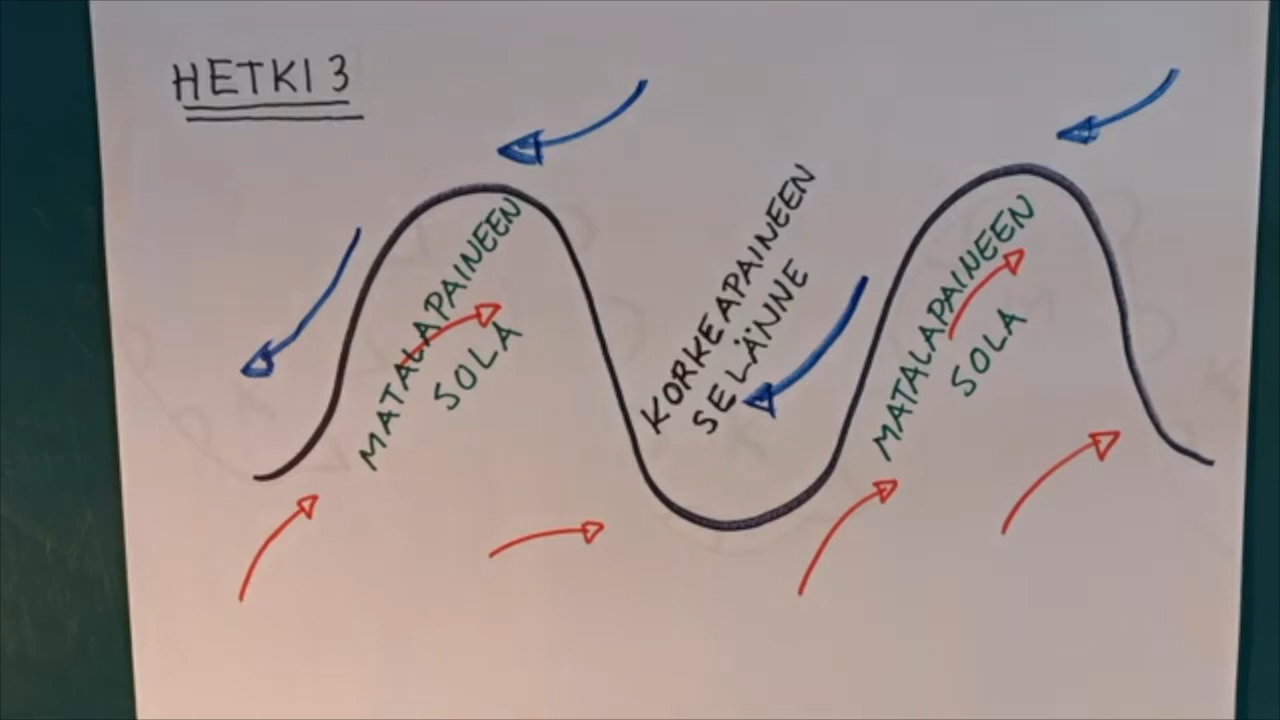 HETKI 3
MATALAPAINEEN
SOLA
KORKEAPAINEEN
SELÄNNE
MATALAPAINEEN
SOLA